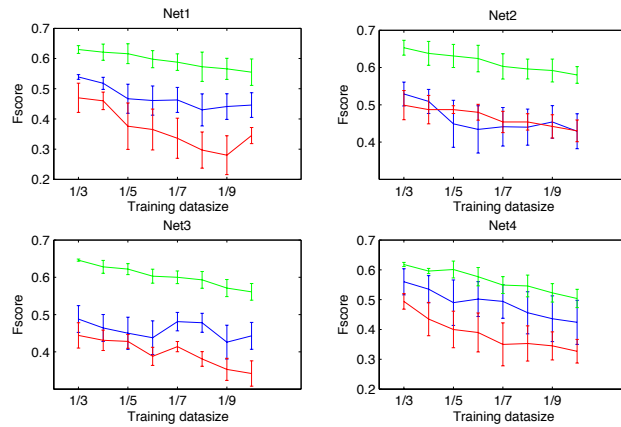 Net1
0.7
0.6
0.5
0.4
0.3
0.2
Fscore
1/3 1/5 1/7 1/9
Training datasize
Net2
0.7
0.6
0.5
0.4
Fscore
1/3 1/5 1/7 1/9
Training datasize
Net3
0.7
0.6
0.5
0.4
Fscore
1/3 1/5 1/7 1/9
Training datasize
Net4
0.7
0.6
0.5
0.4
0.3
0.2
Fscore
1/3 1/5 1/7 1/9
Training datasize